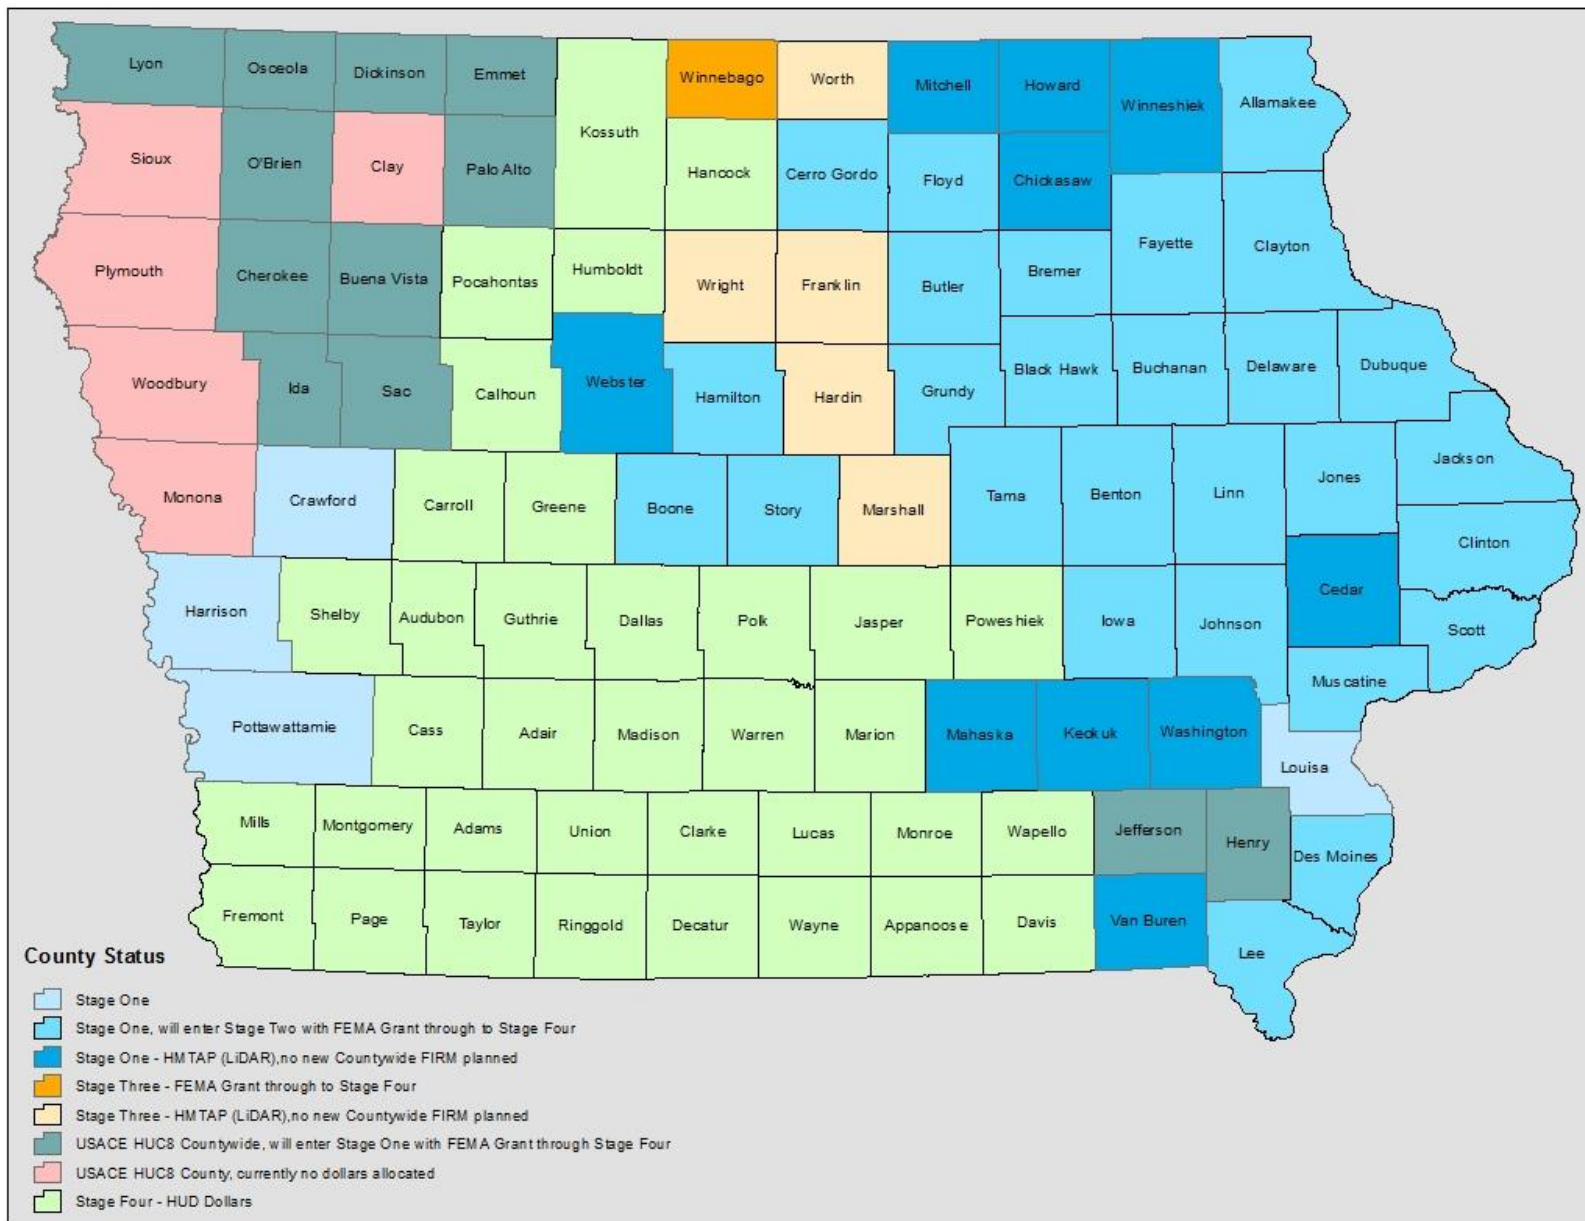 Lyon
Osceola
Dickinson
Emmet
Kossuth
Winnebago
Worth
Mitchell
Howard
Winneshiek
Allamakee
Sioux
O'Brien
Clay
Palo Alto
Hancock
Cerro Gordo
Floyd
Chickasaw
Fayette
Clayton
Plymouth
Cherokee
Buena Vista
Pocahontas
Humboldt
Wright
Franklin
Butler
Bremer
Woodbury
Ida
Sac
Calhoun
Webster
Hamilton
Hardin
Grundy
Black Hawk
Buchanan
Delaware
Dubuque
Monona
Crawford
Carroll
Greene
Boone
Story
Marshall
Tama
Benton
Linn
Jones
Jackson
Clinton
Harrison
Shelby
Audubon
Guthrie
Dallas
Polk
Jasper
Poweshiek
Iowa
Johnson
Cedar
Scott
Muscatine
Pottawattamie
Cass
Adair
Madison
Warren
Marion
Mahaska
Keokuk
Washington
Louisa
Mills
Montgomery
Adams
Union
Clarke
Lucas
Monroe
Wapello
Jefferson
Henry
Des Moines
Fremont
Page
Taylor
Ringgold
Decatur
Wayne
Appanoose
Davis
Van Buren
Lee
County Status
Stage One
Stage One, will enter Stage Two with FEMA Grant through to Stage Four
Stage One - HMTAP (LiDAR),no new Countywide FIRM planned
Stage Three - FEMA Grant through to Stage Four
Stage Three - HMTAP (LiDAR),no new Countywide FIRM planned
USACE HUC8 Countywide, will enter Stage One with FEMA Grant through Stage Four
USACE HUC8 County, currently no dollars allocated
Stage Four - HUD Dollars